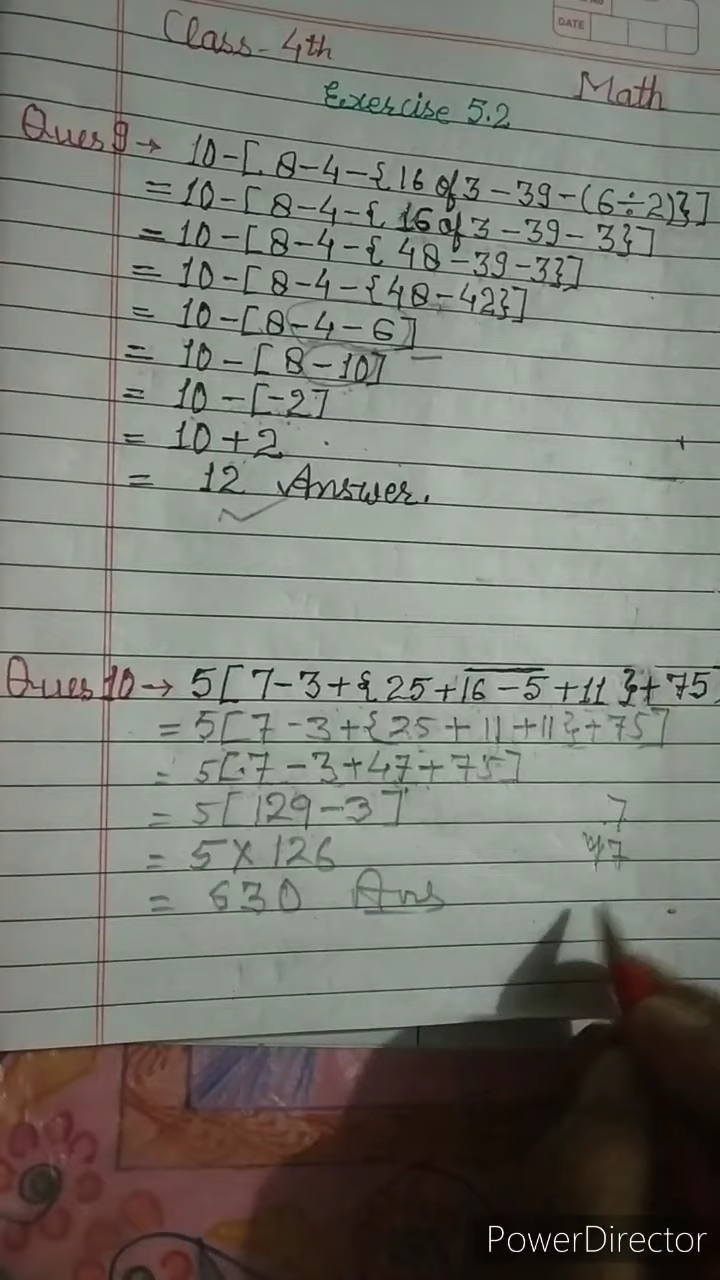 DATE
Class-4th
Math
Exercise 5.2
Ques 9 → 10-[8-4-{16 of 3-39-(6÷2)}]
= 10-[8-4-{16 of 3-39-3}]
= 10-[8-4-{48-39-3}]
= 10-[8-4-{48-42}]
= 10-[8-4-6]
= 10-[8-10]
= 10-[-2]
= 10+2
= 12 Answer.
Ques 10 → 5[7-3+{25+16-5+11}+75]
= 5[7-3+{25+11+11}+75]
= 5[7-3+47+75]
= 5[129-3]
7
= 5×126
47
= 630 Ans
PowerDirector